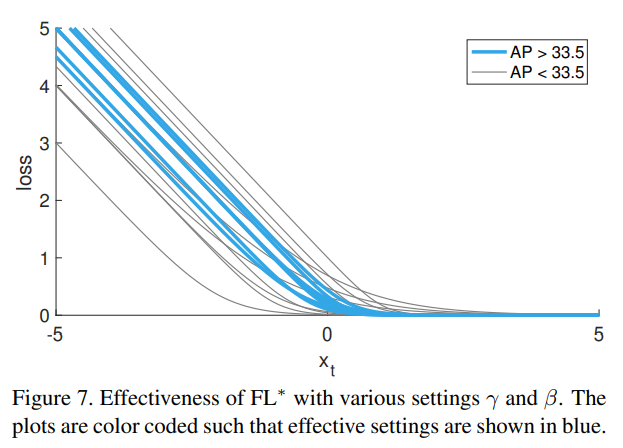 5
4
3
2
1
0
loss
-5
0
5
x_t
AP > 33.5
AP < 33.5
Figure 7. Effectiveness of FL* with various settings γ and β. The
plots are color coded such that effective settings are shown in blue.